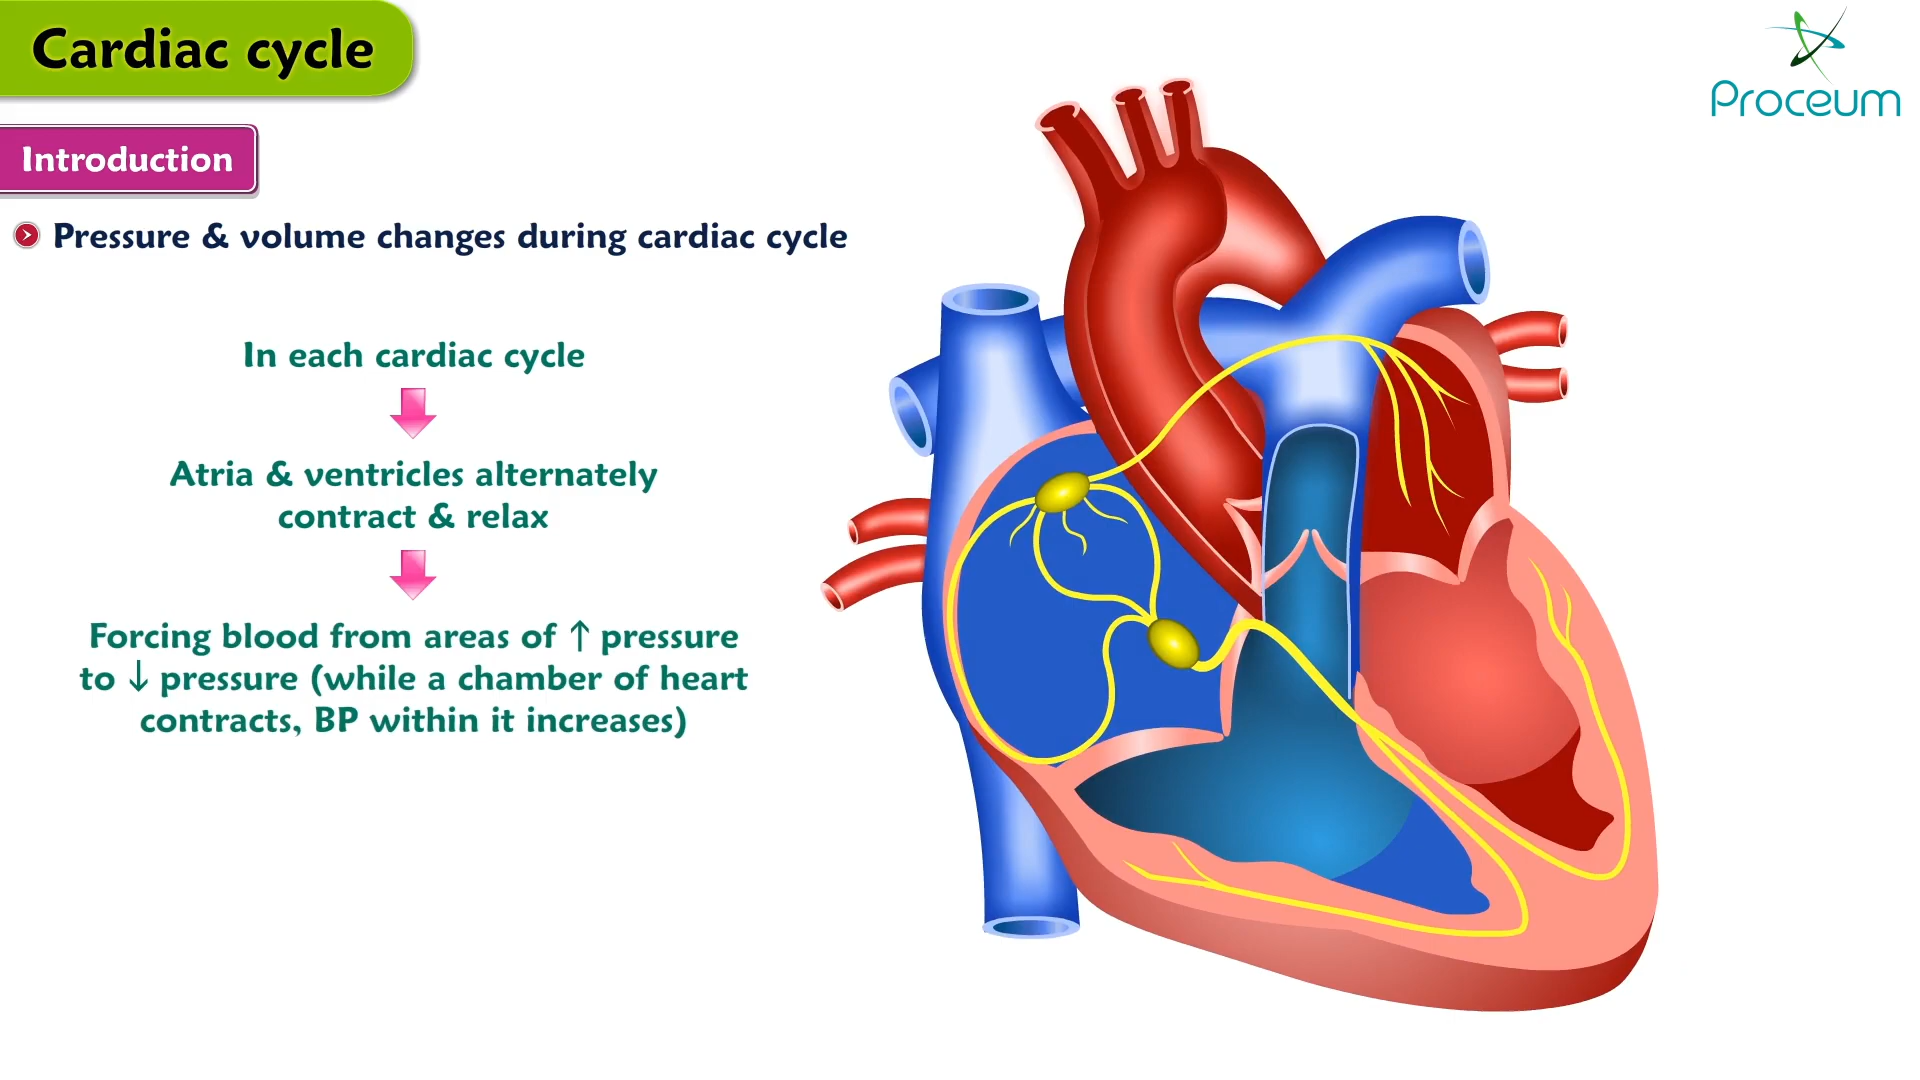 Cardiac cycle
Proceum
Introduction
Pressure & volume changes during cardiac cycle
In each cardiac cycle
Atria & ventricles alternately
contract & relax
Forcing blood from areas of ↑ pressure
to ↓ pressure (while a chamber of heart
contracts, BP within it increases)